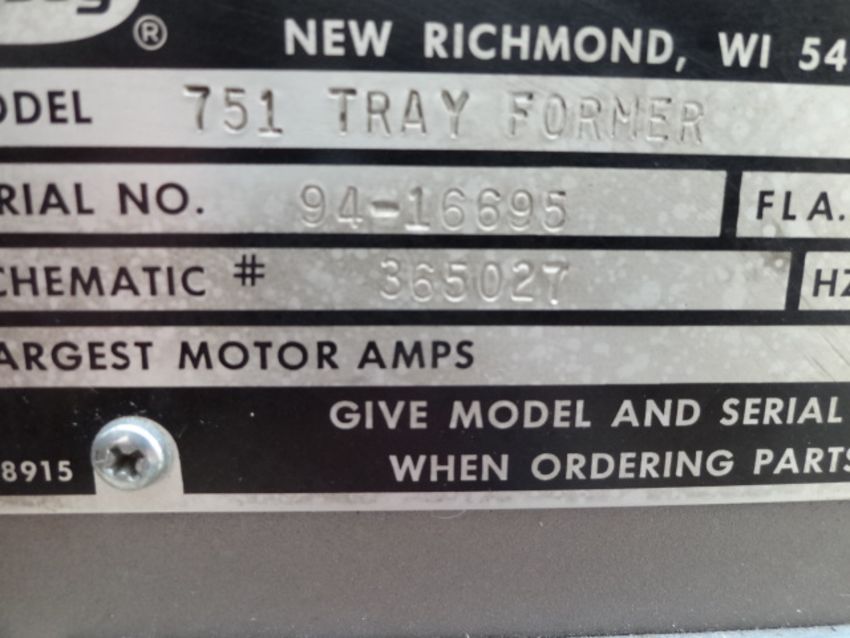 ®
NEW RICHMOND, WI 54
ODEL 751 TRAY FORMER
RIAL NO. 94-16695 FLA.
CHEMATIC # 365027 HZ
ARGEST MOTOR AMPS
GIVE MODEL AND SERIAL
8915 WHEN ORDERING PARTS